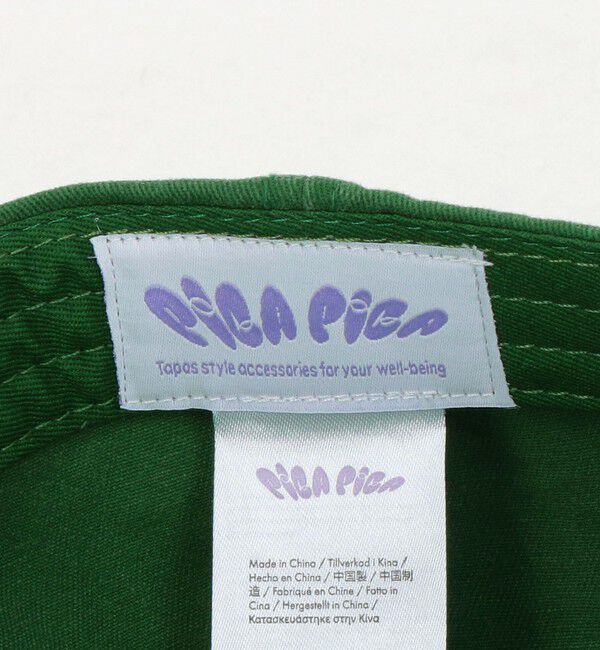 PiCA PiCA
Tapas style accessories for your well-being
PiCA PiCA
Made in China / Tillverkad i Kina /
Hecho en China / 中国製 / 中国制
造 / Fabriqué en Chine / Fatto in
Cina / Hergestellt in China /
Κατασκευάστηκε στην Κίνα